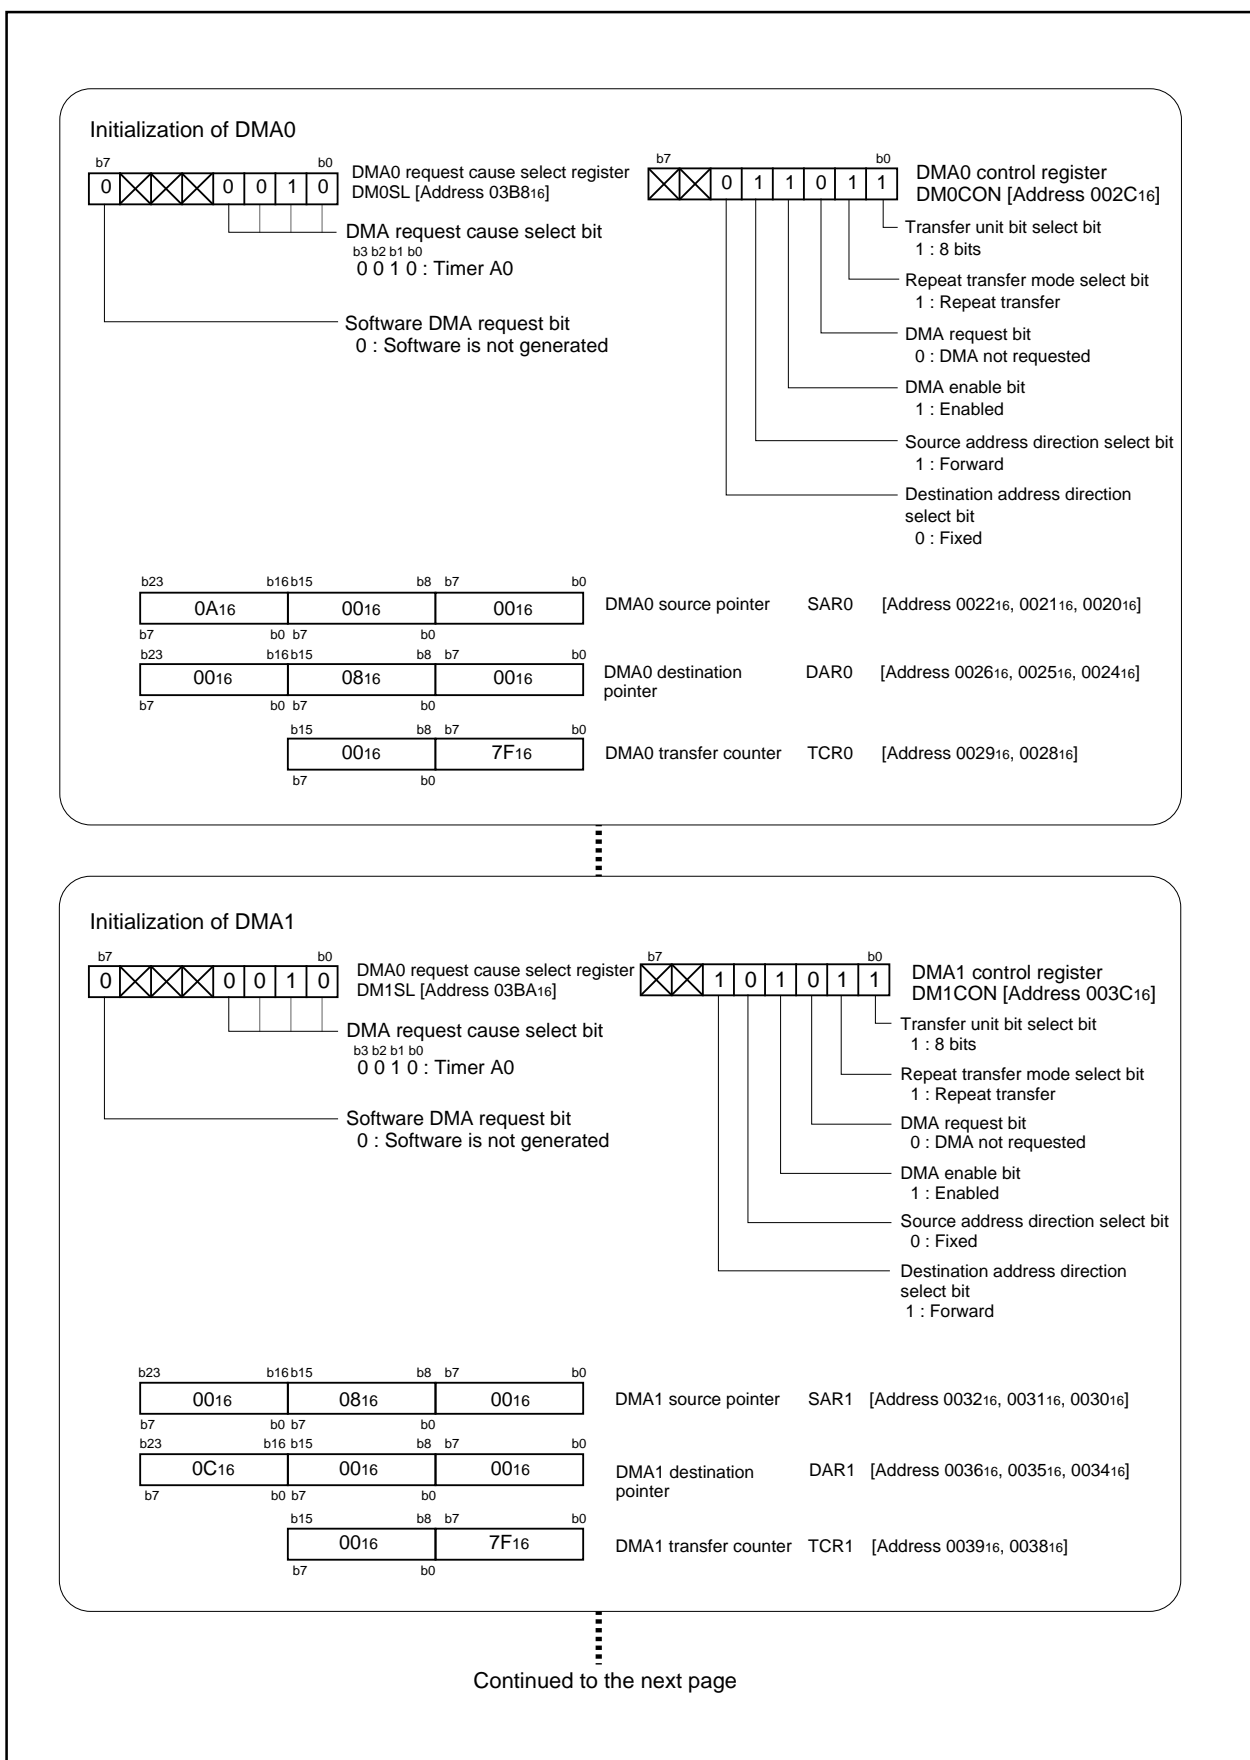 Initialization of DMA0
b7 b0
0 0 0 1 0
DMA0 request cause select register
DM0SL [Address 03B816]
DMA request cause select bit
b3 b2 b1 b0
0 0 1 0 : Timer A0
Software DMA request bit
0 : Software is not generated
b7 b0
0 1 1 0 1 1
DMA0 control register
DM0CON [Address 002C16]
Transfer unit bit select bit
1 : 8 bits
Repeat transfer mode select bit
1 : Repeat transfer
DMA request bit
0 : DMA not requested
DMA enable bit
1 : Enabled
Source address direction select bit
1 : Forward
Destination address direction
select bit
0 : Fixed
b23 b16 b15 b8 b7 b0
0A16 0016 0016 DMA0 source pointer SAR0 [Address 002216, 002116, 002016]
b7 b0 b7 b0
b23 b16 b15 b8 b7 b0
0016 0816 0016 DMA0 destination
pointer DAR0 [Address 002616, 002516, 002416]
b7 b0 b7 b0
b15 b8 b7 b0
0016 7F16 DMA0 transfer counter TCR0 [Address 002916, 002816]
b7 b0
Initialization of DMA1
b7 b0
0 0 0 1 0
DMA0 request cause select register
DM1SL [Address 03BA16]
DMA request cause select bit
b3 b2 b1 b0
0 0 1 0 : Timer A0
Software DMA request bit
0 : Software is not generated
b7 b0
1 0 1 0 1 1
DMA1 control register
DM1CON [Address 003C16]
Transfer unit bit select bit
1 : 8 bits
Repeat transfer mode select bit
1 : Repeat transfer
DMA request bit
0 : DMA not requested
DMA enable bit
1 : Enabled
Source address direction select bit
0 : Fixed
Destination address direction
select bit
1 : Forward
b23 b16 b15 b8 b7 b0
0016 0816 0016 DMA1 source pointer SAR1 [Address 003216, 003116, 003016]
b7 b0 b7 b0
b23 b16 b15 b8 b7 b0
0C16 0016 0016 DMA1 destination
pointer DAR1 [Address 003616, 003516, 003416]
b7 b0 b7 b0
b15 b8 b7 b0
0016 7F16 DMA1 transfer counter TCR1 [Address 003916, 003816]
b7 b0
Continued to the next page